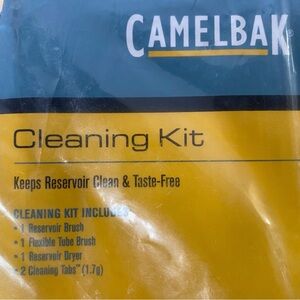 CAMELBAK
Cleaning Kit
Keeps Reservoir Clean & Taste-Free
CLEANING KIT INCLUDES
• 1 Reservoir Brush
• 1 Flexible Tube Brush
• 1 Reservoir Dryer
• 2 Cleaning Tabs™ (1.7g)